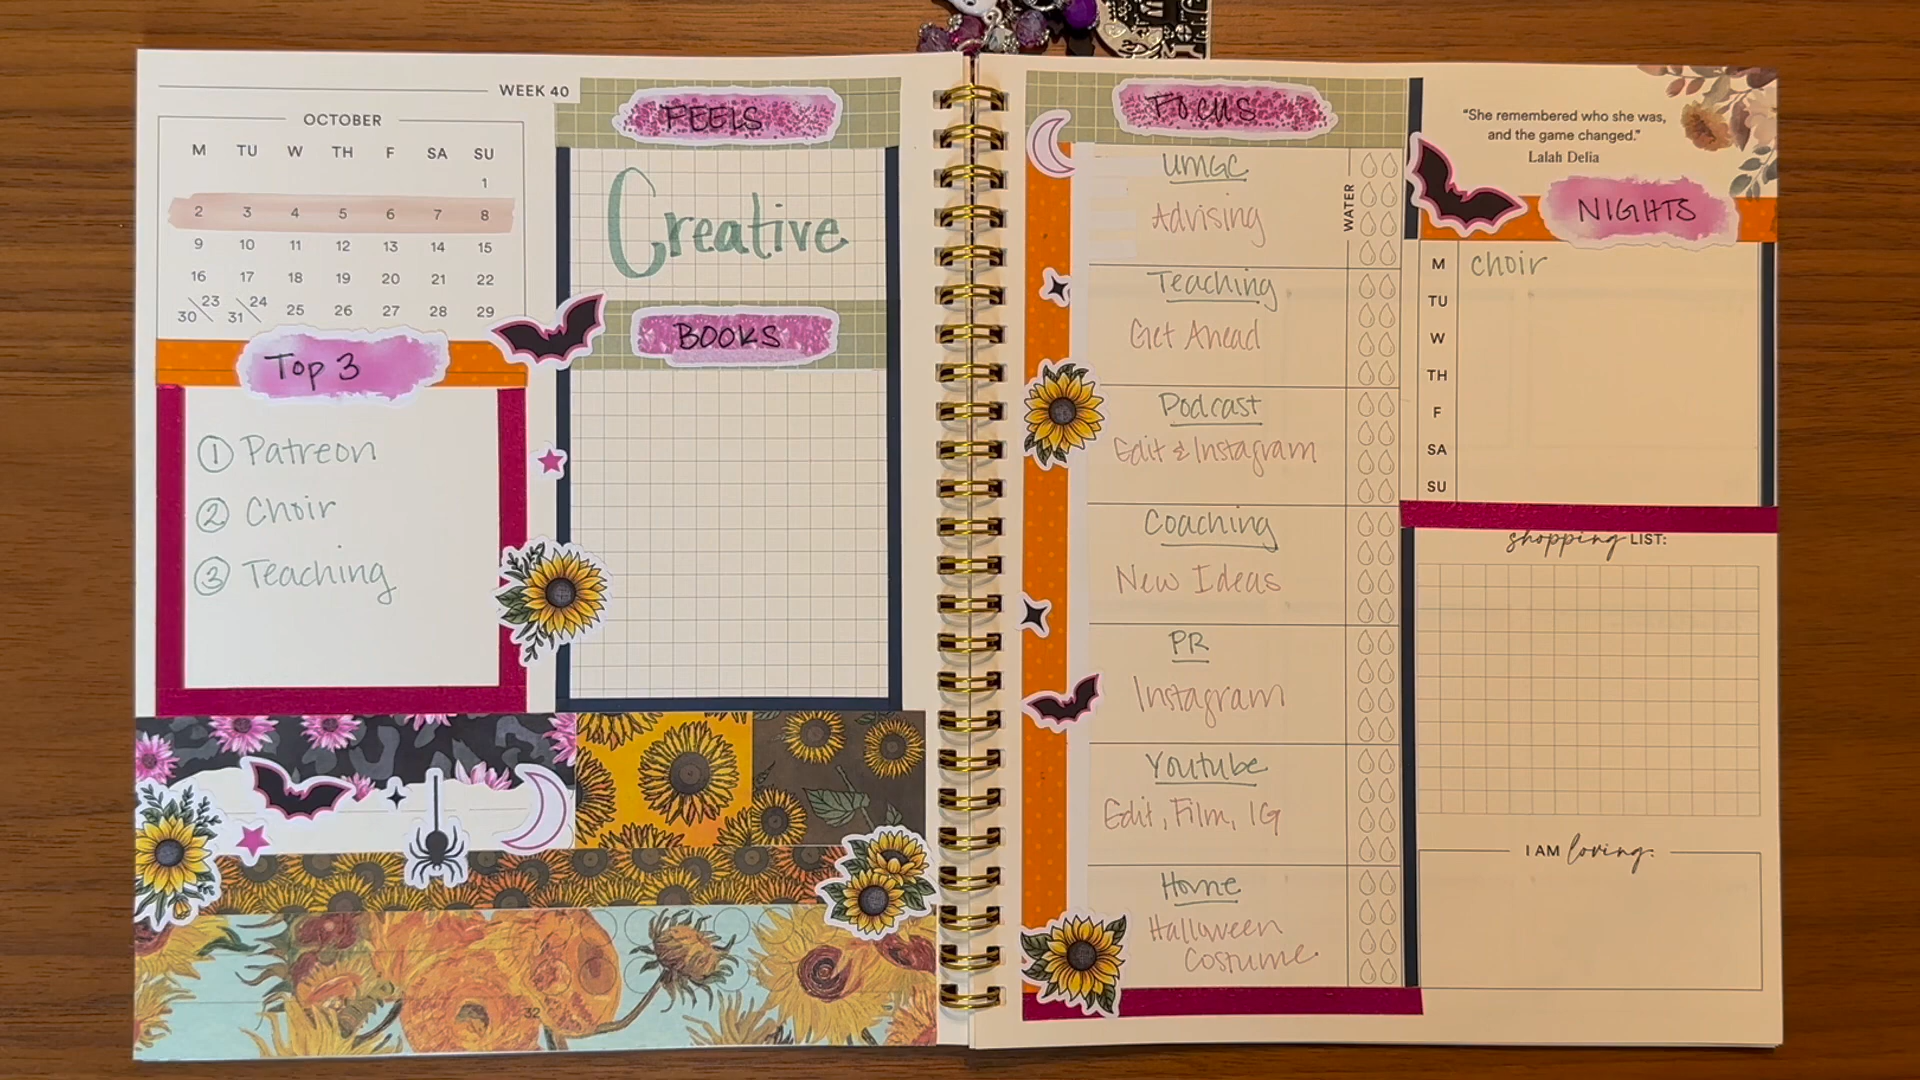 WEEK 40
OCTOBER
M TU W TH F SA SU
1
2 3 4 5 6 7 8
9 10 11 12 13 14 15
16 17 18 19 20 21 22
23 24
30 31 25 26 27 28 29
Top 3
① Patreon
② Choir
③ Teaching
FEELS
Creative
BOOKS
32
FOCUS
UMGC
Advising
Teaching
Get Ahead
Podcast
Edit & Instagram
Coaching
New Ideas
PR
Instagram
Youtube
Edit, Film, IG
Home
Halloween
Costume
WATER
“She remembered who she was,
and the game changed.”
Lalah Delia
NIGHTS
M choir
TU
W
TH
F
SA
SU
shopping LIST:
I AM loving: